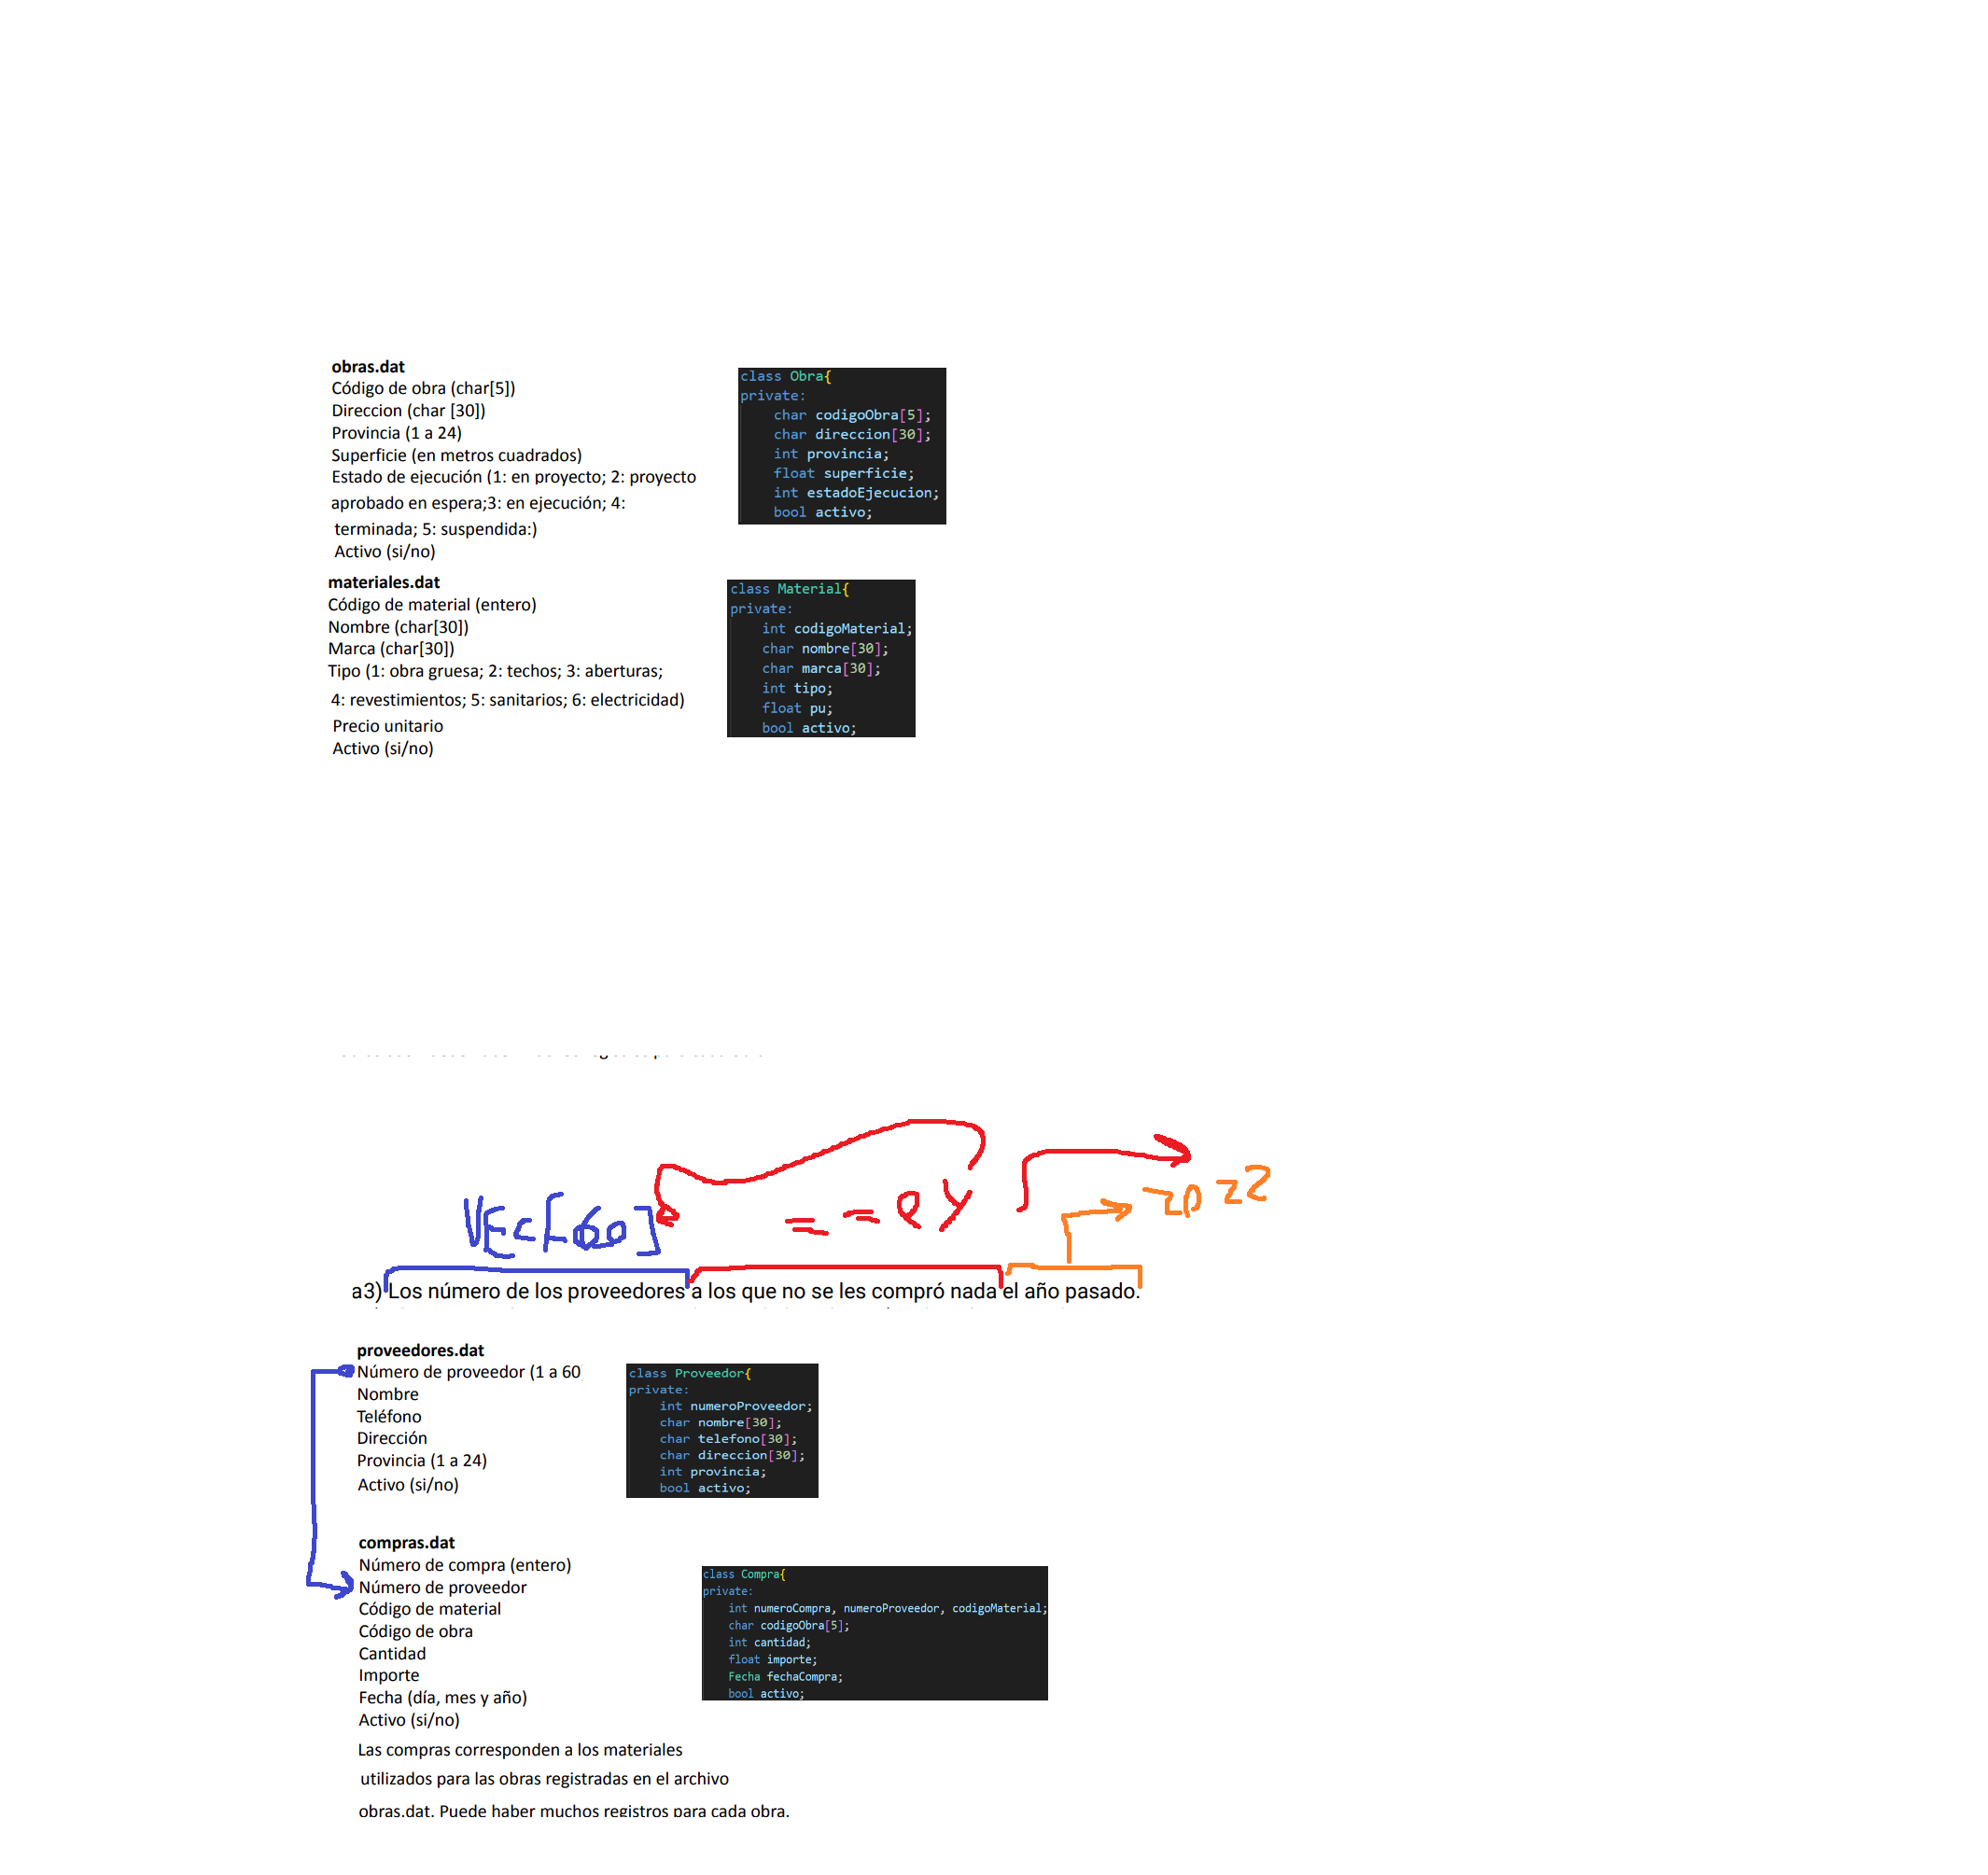 obras.dat
Código de obra (char[5])
Direccion (char [30])
Provincia (1 a 24)
Superficie (en metros cuadrados)
Estado de ejecución (1: en proyecto; 2: proyecto
aprobado en espera;3: en ejecución; 4:
terminada; 5: suspendida:)
Activo (si/no)
class Obra{
private:
char codigoObra[5];
char direccion[30];
int provincia;
float superficie;
int estadoEjecucion;
bool activo;
materiales.dat
Código de material (entero)
Nombre (char[30])
Marca (char[30])
Tipo (1: obra gruesa; 2: techos; 3: aberturas;
4: revestimientos; 5: sanitarios; 6: electricidad)
Precio unitario
Activo (si/no)
class Material{
private:
int codigoMaterial;
char nombre[30];
char marca[30];
int tipo;
float pu;
bool activo;
VEC[60] == 0 y 2022
a3) Los número de los proveedores a los que no se les compró nada el año pasado.
proveedores.dat
Número de proveedor (1 a 60
Nombre
Teléfono
Dirección
Provincia (1 a 24)
Activo (si/no)
class Proveedor{
private:
int numeroProveedor;
char nombre[30];
char telefono[30];
char direccion[30];
int provincia;
bool activo;
compras.dat
Número de compra (entero)
Número de proveedor
Código de material
Código de obra
Cantidad
Importe
Fecha (día, mes y año)
Activo (si/no)
Las compras corresponden a los materiales
utilizados para las obras registradas en el archivo
obras.dat. Puede haber muchos registros para cada obra.
class Compra{
private:
int numeroCompra, numeroProveedor, codigoMaterial;
char codigoObra[5];
int cantidad;
float importe;
Fecha fechaCompra;
bool activo;